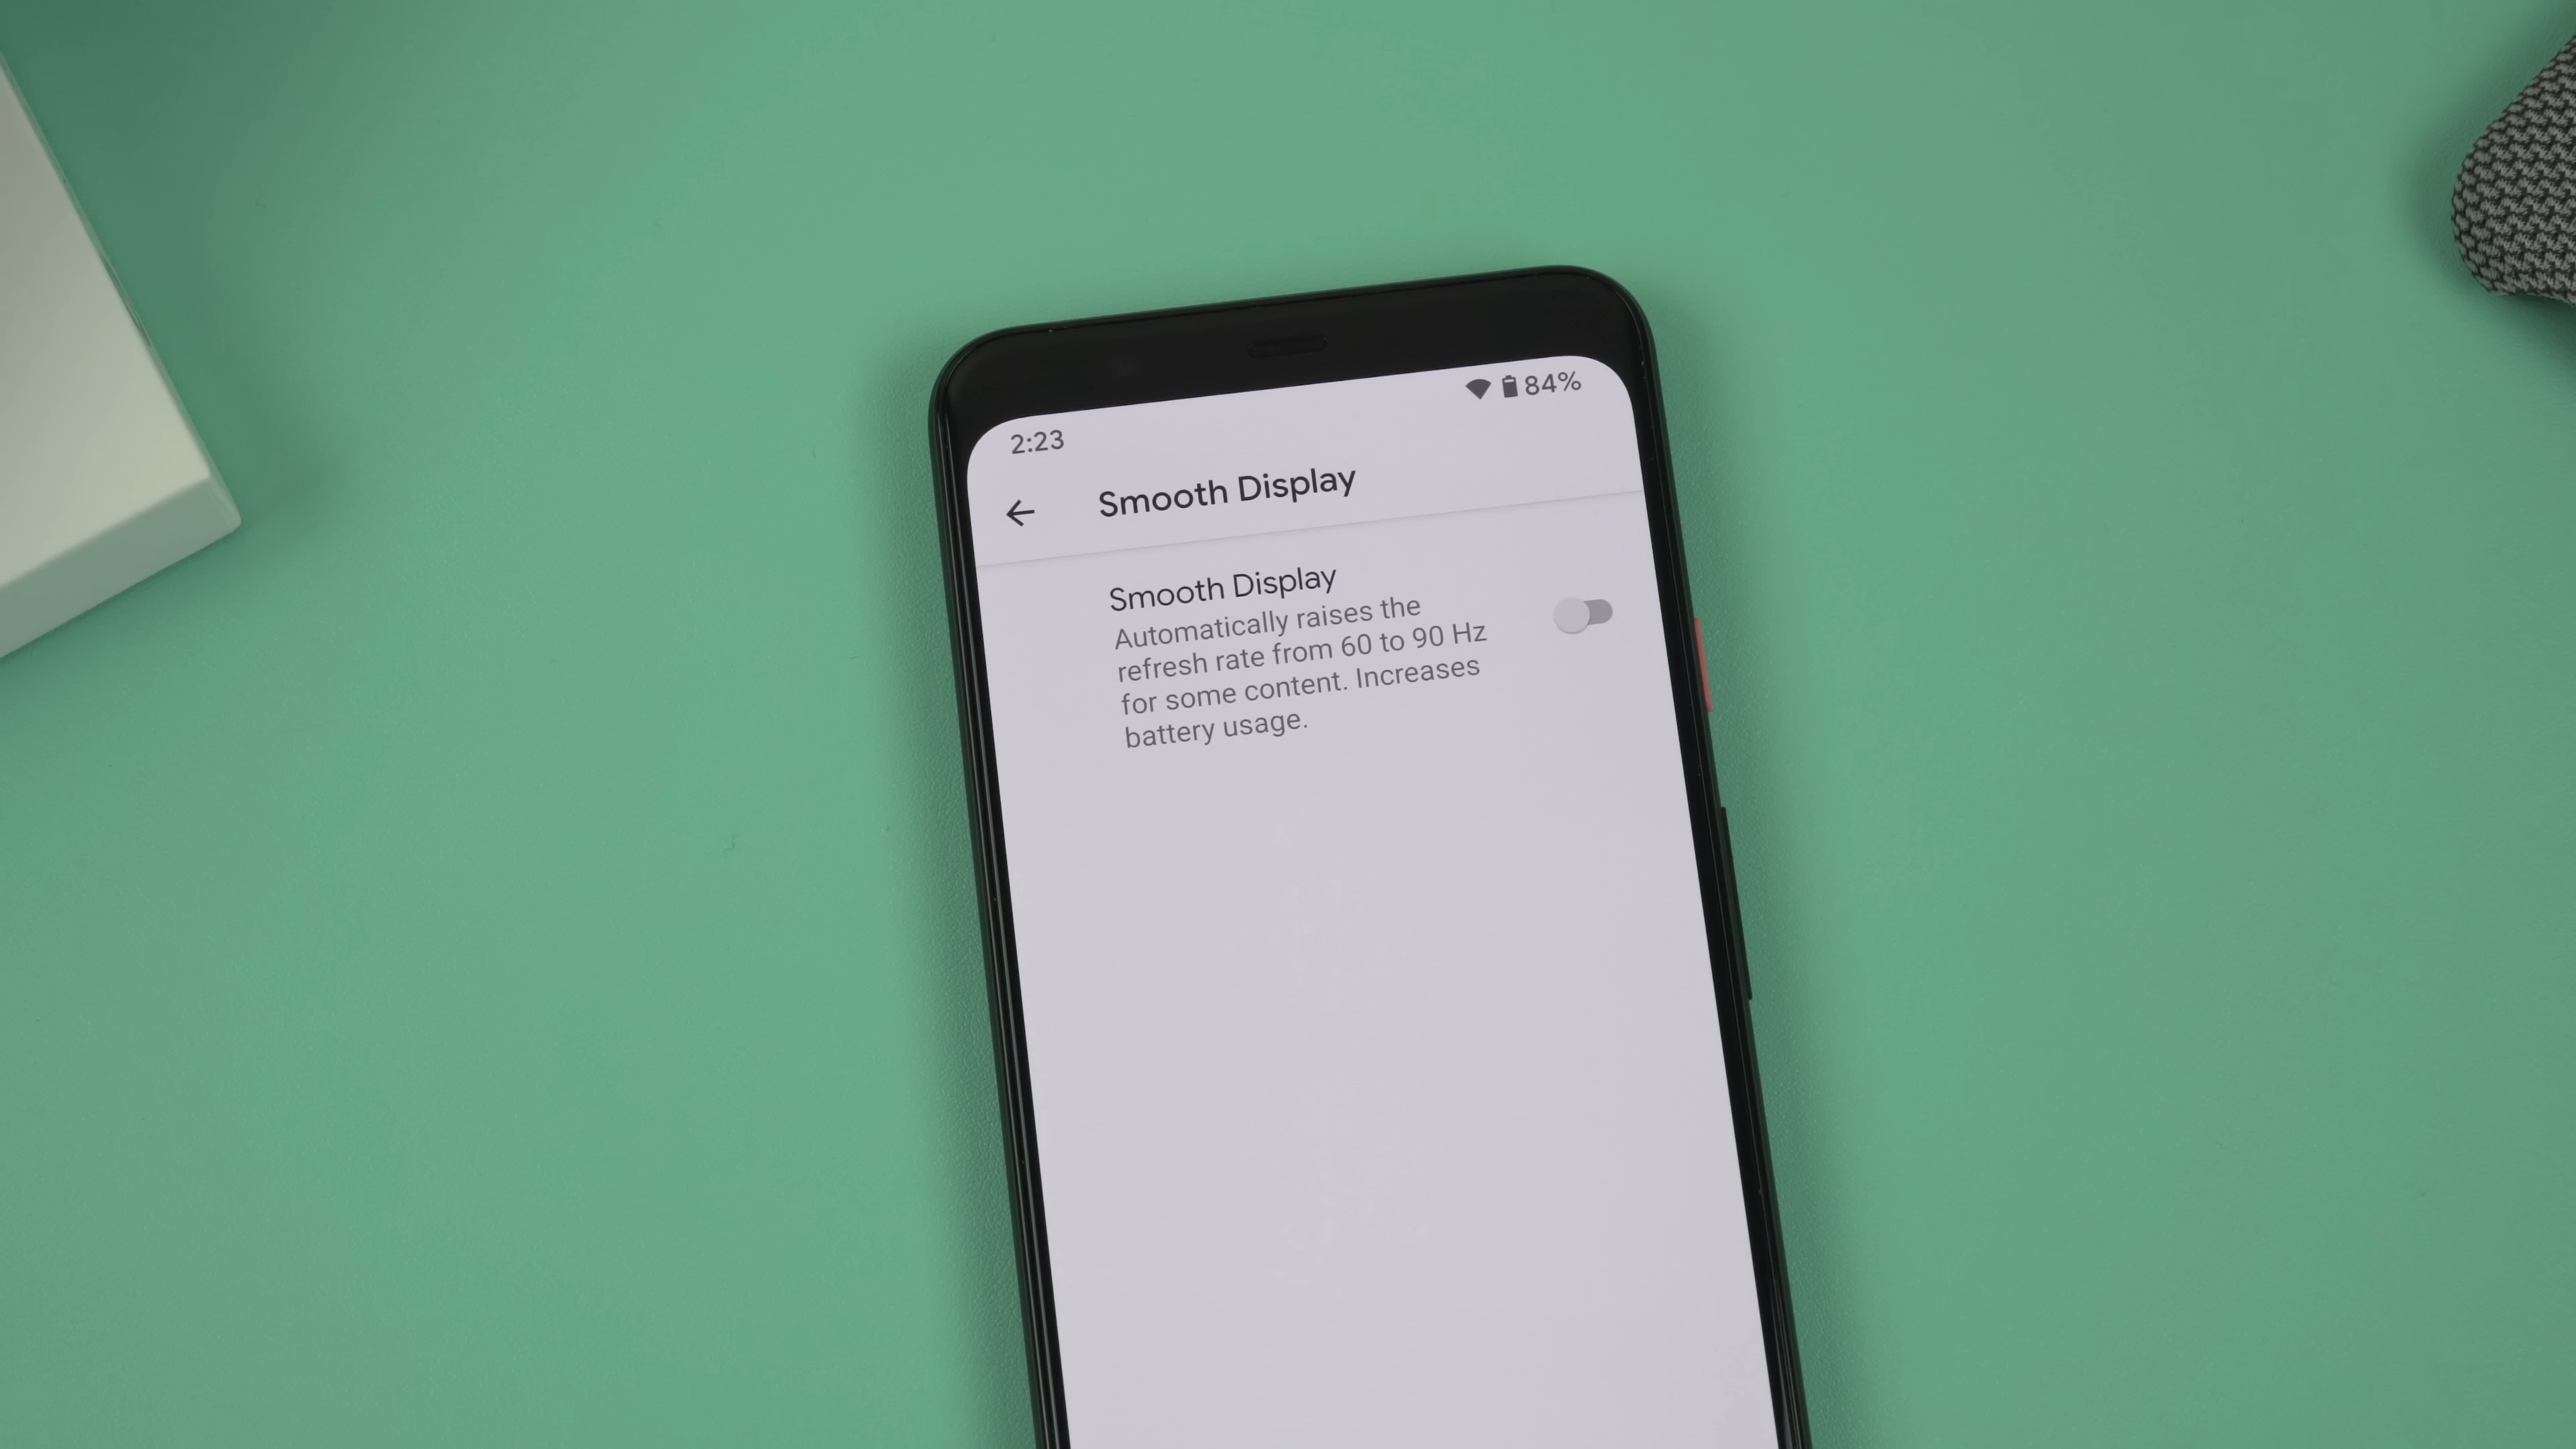 2:23 84%
Smooth Display
Smooth Display
Automatically raises the
refresh rate from 60 to 90 Hz
for some content. Increases
battery usage.